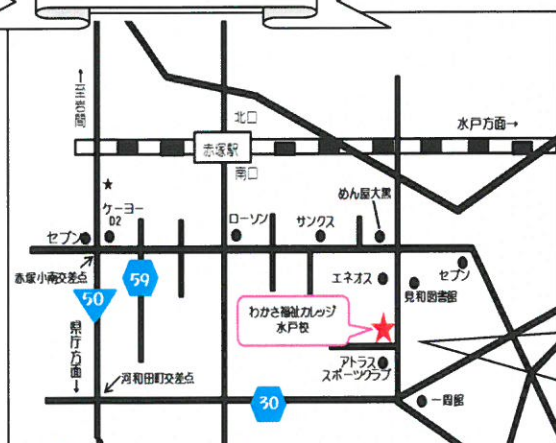 ←至岩間
北口
水戸方面→
赤塚駅
南口
ケーヨー
D2
ローソン
サンクス
めん屋大黒
セブン
赤塚小南交差点
59
エネオス
セブン
見和図書館
50
わかさ福祉カレッジ
水戸校
県庁方面→
アトラス
スポーツクラブ
河和田町交差点
30
一周館